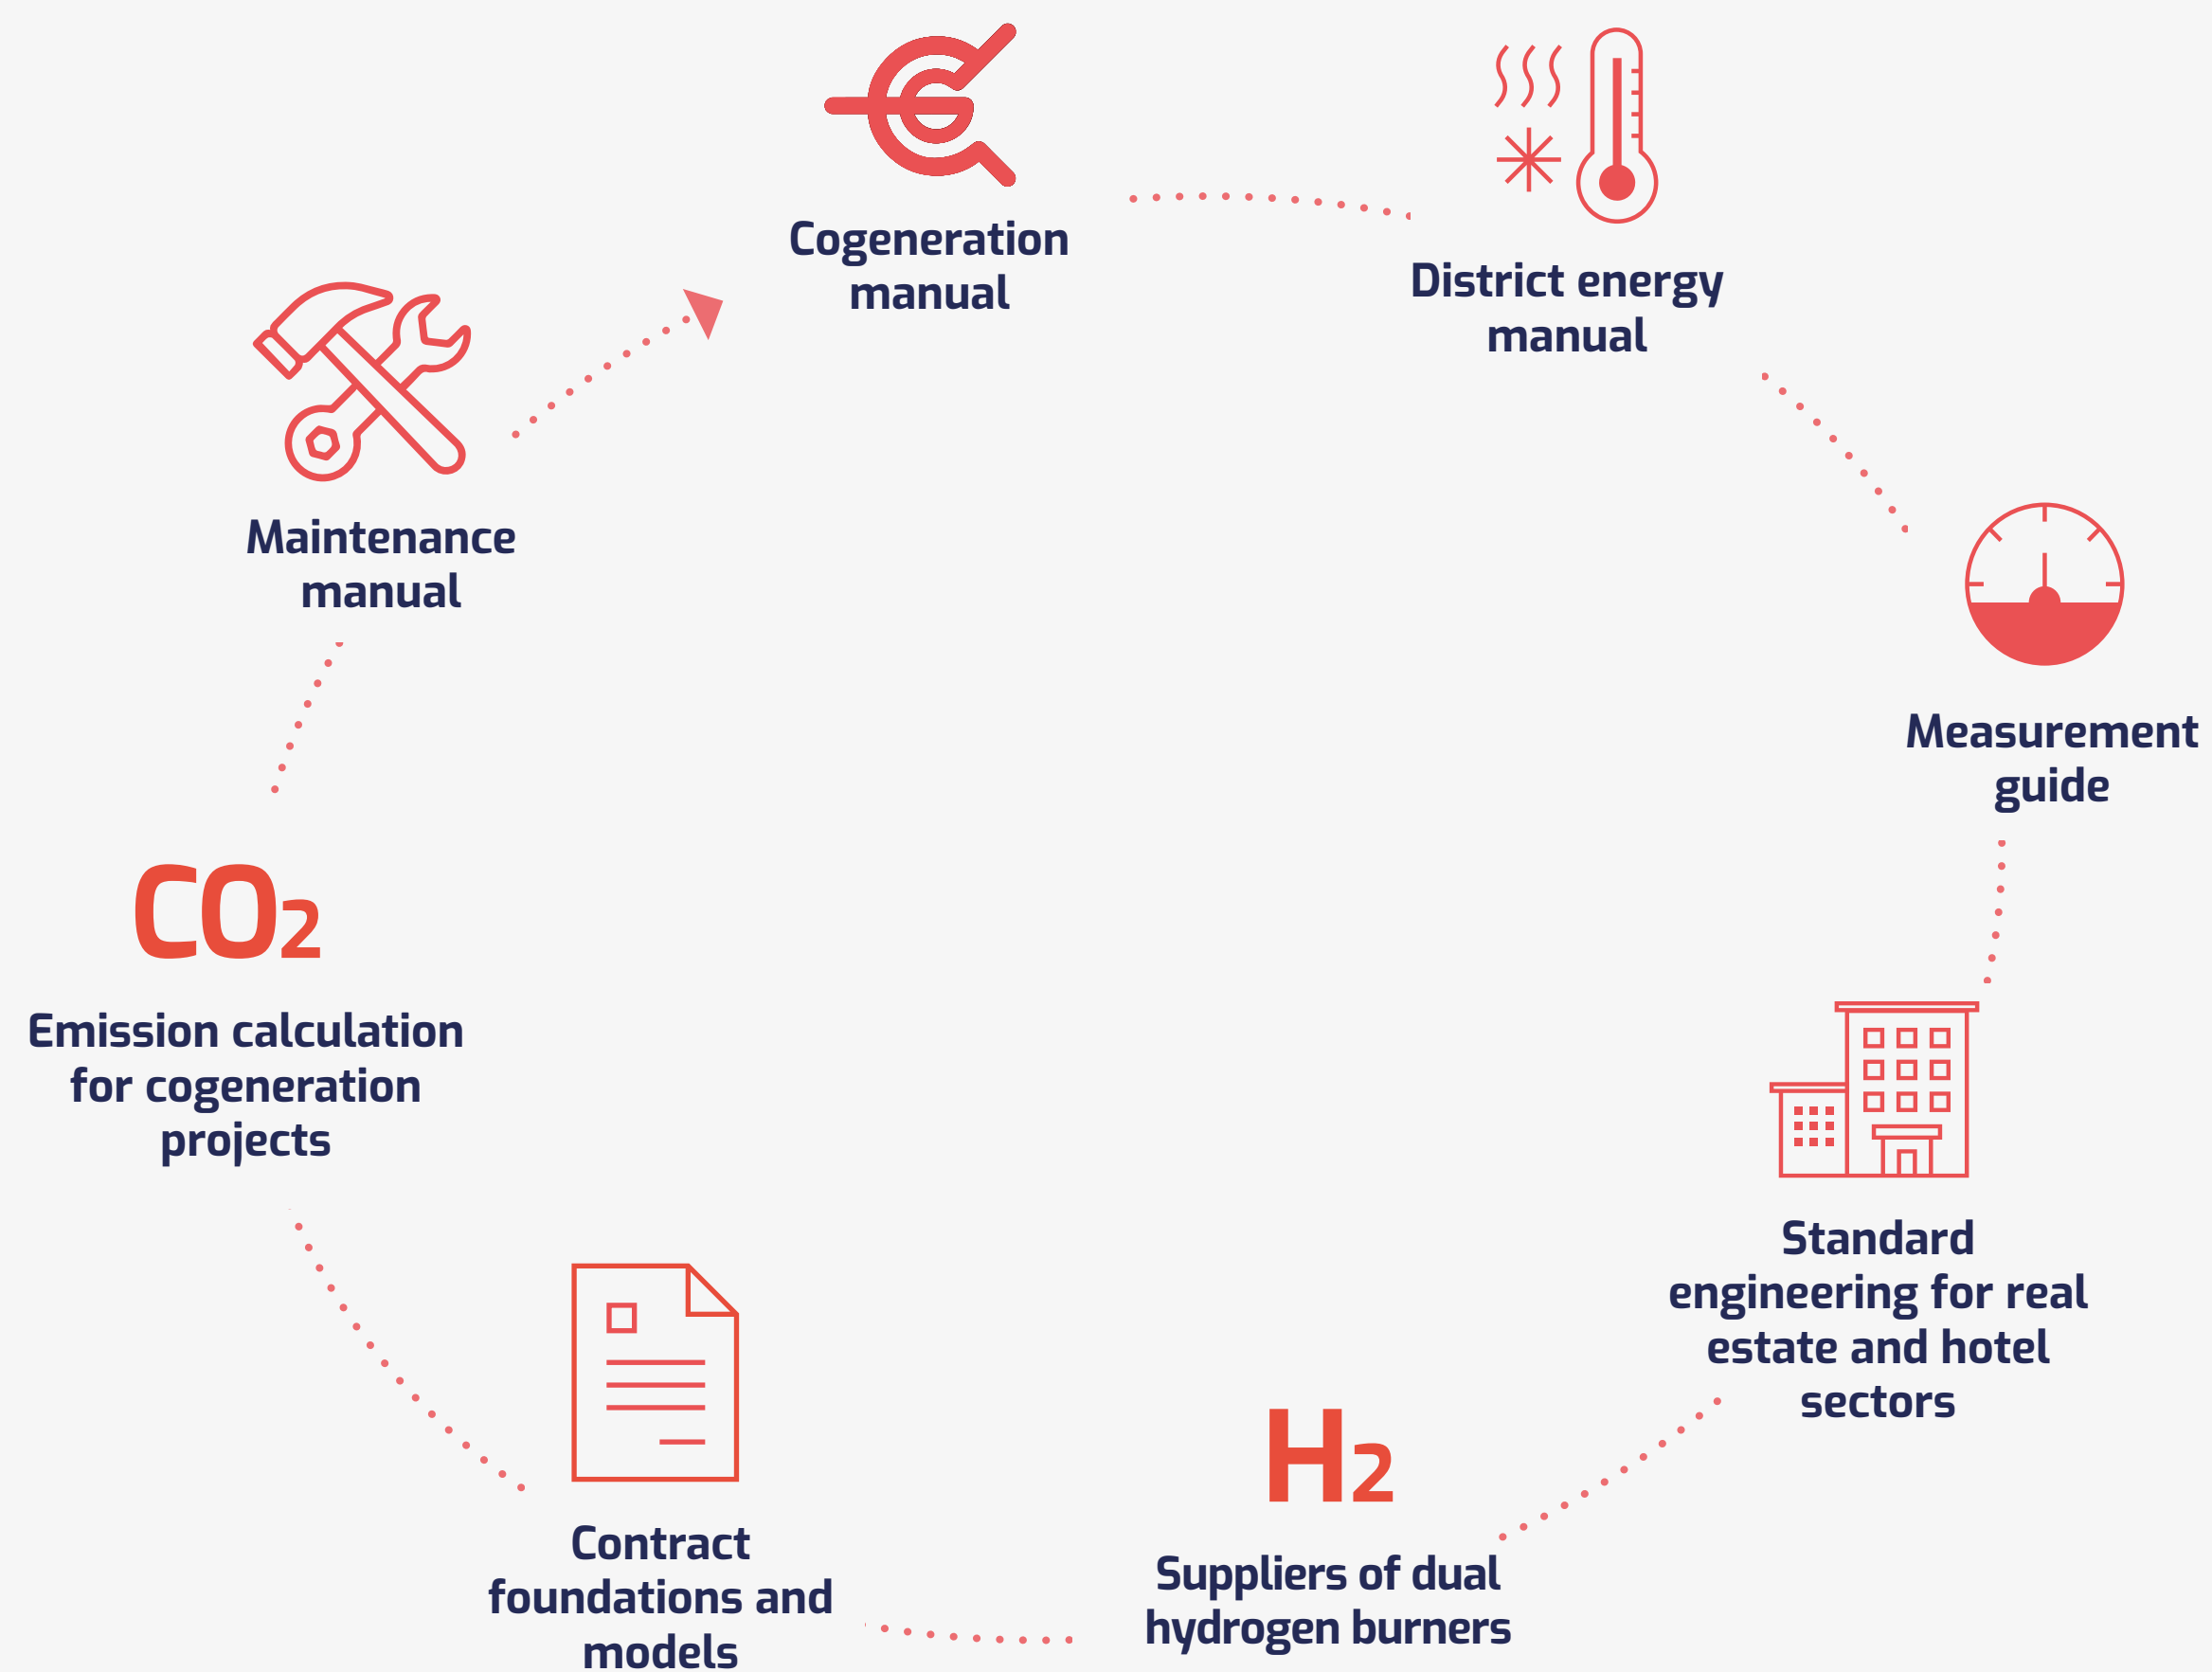 Cogeneration
manual
District energy
manual
Measurement
guide
Standard
engineering for real
estate and hotel
sectors
H2
Suppliers of dual
hydrogen burners
Contract
foundations and
models
CO2
Emission calculation
for cogeneration
projects
Maintenance
manual